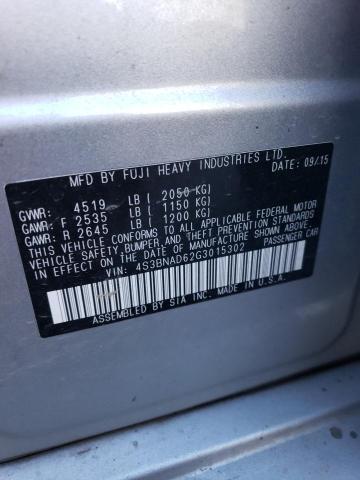 MFD BY FUJI HEAVY INDUSTRIES LTD.
DATE: 09/15
GVWR: 4519 LB ( 2050 KG)
GAWR: F 2535 LB ( 1150 KG)
GAWR: R 2645 LB ( 1200 KG)
THIS VEHICLE CONFORMS TO ALL APPLICABLE FEDERAL MOTOR
VEHICLE SAFETY,BUMPER,AND THEFT PREVENTION STANDARDS
IN EFFECT ON THE DATE OF MANUFACTURE SHOWN ABOVE.
VIN: 4S3BNAD62G3015302 PASSENGER CAR
ASSEMBLED BY SIA INC. MADE IN U.S.A.